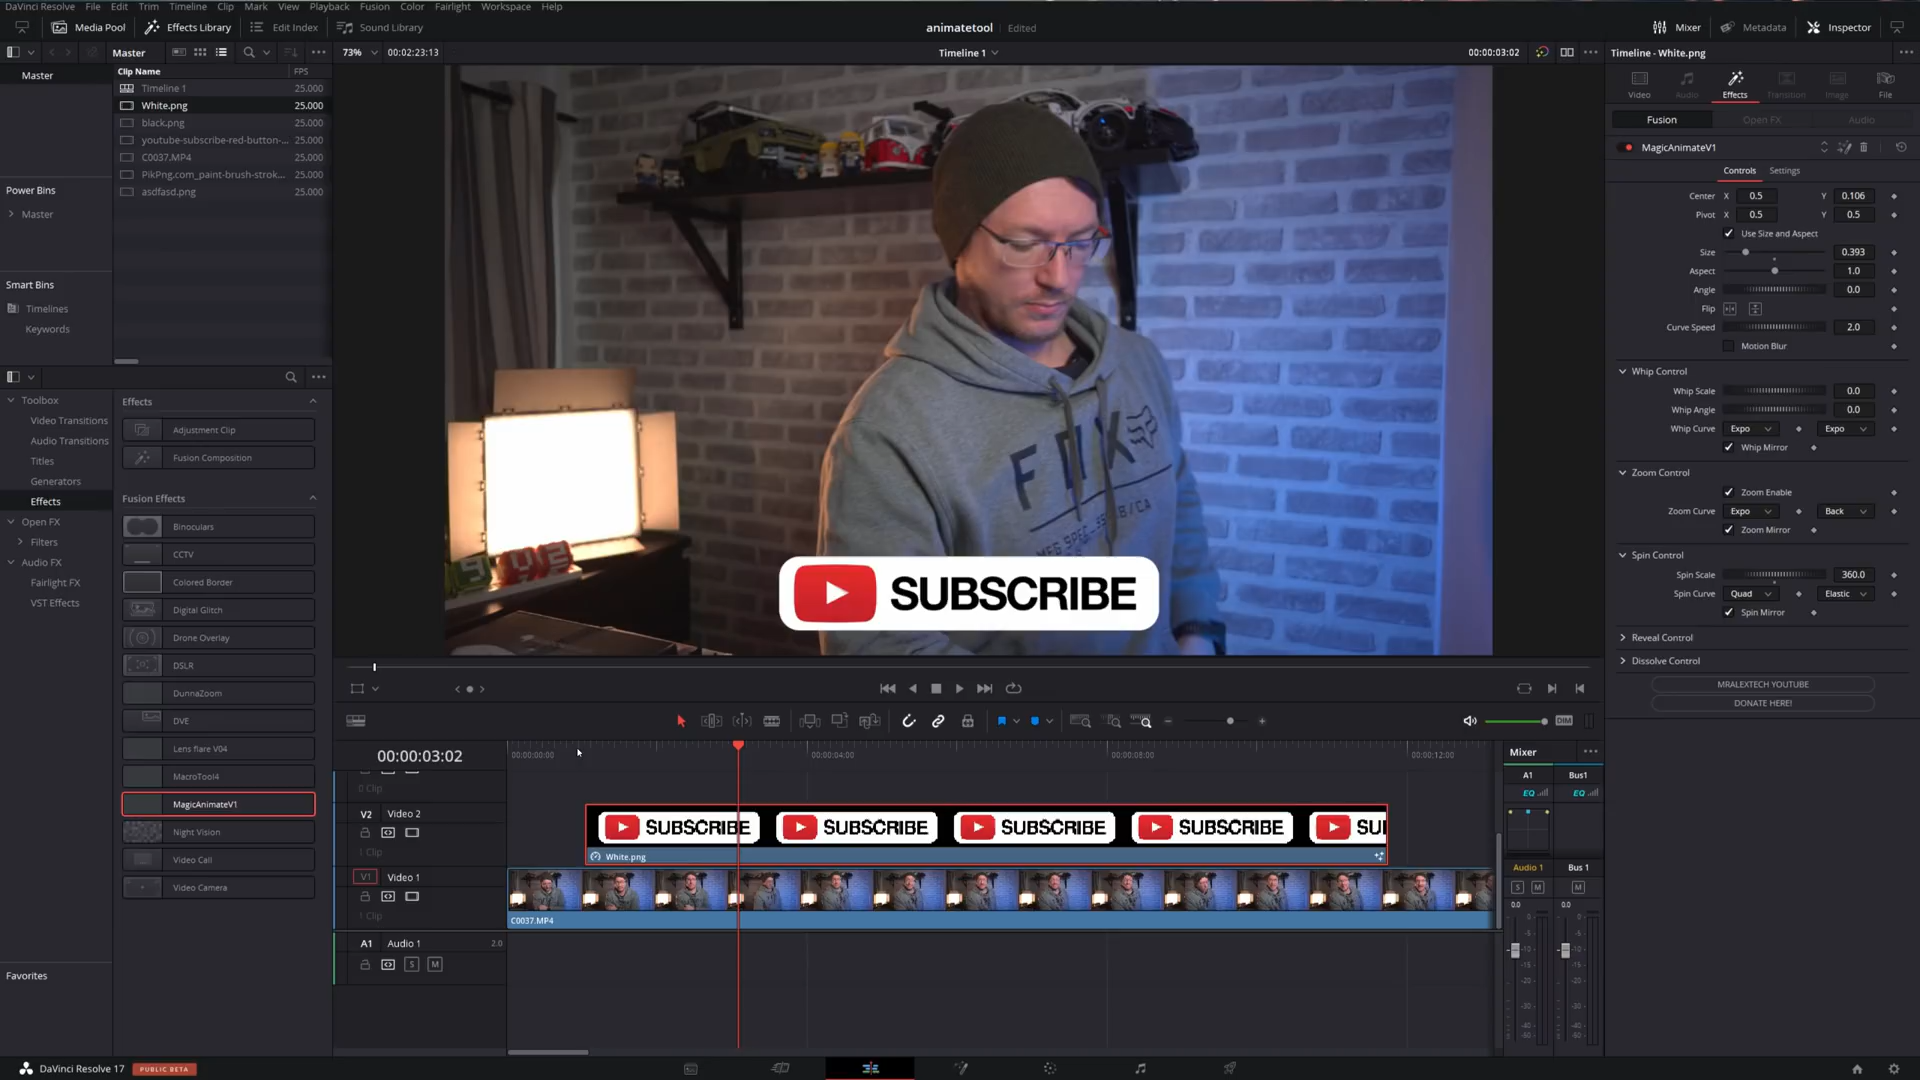 DaVinci Resolve File Edit Trim Timeline Clip Mark View Playback Fusion Color Fairlight Workspace Help
Media Pool Effects Library Edit Index Sound Library
animatetool Edited
Mixer Metadata Inspector
Master
73% 00:02:23:13
Timeline 1
00:00:03:02
Timeline - White.png
Master
Clip Name FPS
Timeline 1 25.000
White.png 25.000
black.png 25.000
youtube-subscribe-red-button-... 25.000
C0037.MP4 25.000
PikPng.com_paint-brush-strok... 25.000
asdfasd.png 25.000
Power Bins
Master
Smart Bins
Timelines
Keywords
Toolbox
Video Transitions
Audio Transitions
Titles
Generators
Effects
Open FX
Filters
Audio FX
Fairlight FX
VST Effects
Favorites
Effects
Adjustment Clip
Fusion Composition
Fusion Effects
Binoculars
CCTV
Colored Border
Digital Glitch
Drone Overlay
DSLR
DunnaZoom
DVE
Lens flare V04
MacroTool4
MagicAnimateV1
Night Vision
Video Call
Video Camera
FOX
SUBSCRIBE
Video Audio Effects Transition Image File
Fusion Open FX Audio
MagicAnimateV1
Controls Settings
Center X 0.5 Y 0.106
Pivot X 0.5 Y 0.5
Use Size and Aspect
Size 0.393
Aspect 1.0
Angle 0.0
Flip
Curve Speed 2.0
Motion Blur
Whip Control
Whip Scale 0.0
Whip Angle 0.0
Whip Curve Expo Expo
Whip Mirror
Zoom Control
Zoom Enable
Zoom Curve Expo Back
Zoom Mirror
Spin Control
Spin Scale 360.0
Spin Curve Quad Elastic
Spin Mirror
Reveal Control
Dissolve Control
MRALEXTECH YOUTUBE
DONATE HERE!
DIM
00:00:03:02
00:00:00:00 00:00:04:00 00:00:08:00 00:00:12:00
0 Clip
V2 Video 2
1 Clip
SUBSCRIBE SUBSCRIBE SUBSCRIBE SUBSCRIBE SUI
White.png
V1 Video 1
1 Clip
C0037.MP4
A1 Audio 1 2.0
S M
Mixer
A1 Bus1
EQ EQ
Audio 1 Bus 1
S M M
0.0 0.0
DaVinci Resolve 17 PUBLIC BETA